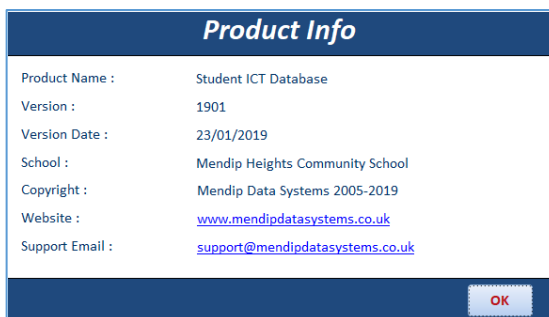 Product Info
Product Name : Student ICT Database
Version : 1901
Version Date : 23/01/2019
School : Mendip Heights Community School
Copyright : Mendip Data Systems 2005-2019
Website : www.mendipdatasystems.co.uk
Support Email : support@mendipdatasystems.co.uk
OK